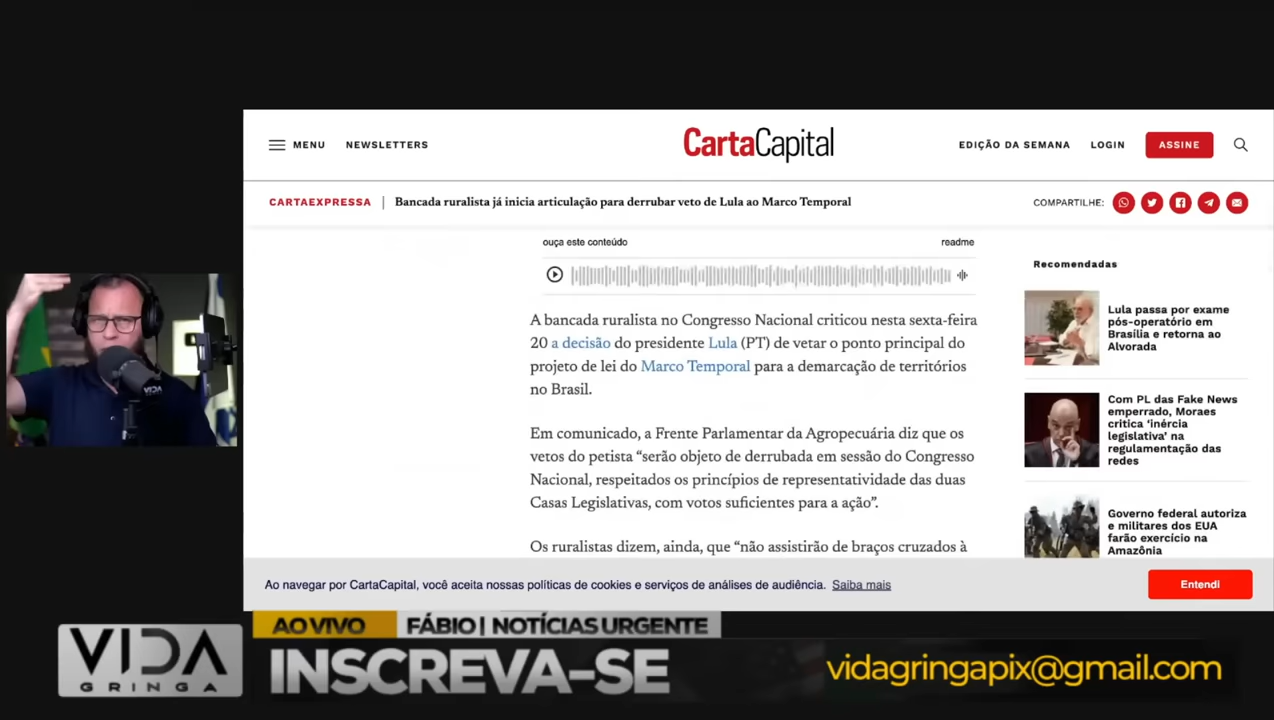 MENU
NEWSLETTERS
CartaCapital
EDIÇÃO DA SEMANA
LOGIN
ASSINE
CARTAEXPRESSA | Bancada ruralista já inicia articulação para derrubar veto de Lula ao Marco Temporal
COMPARTILHE:
ouça este conteúdo
readme
A bancada ruralista no Congresso Nacional criticou nesta sexta-feira
20 a decisão do presidente Lula (PT) de vetar o ponto principal do
projeto de lei do Marco Temporal para a demarcação de territórios
no Brasil.
Em comunicado, a Frente Parlamentar da Agropecuária diz que os
vetos do petista “serão objeto de derrubada em sessão do Congresso
Nacional, respeitados os princípios de representatividade das duas
Casas Legislativas, com votos suficientes para a ação”.
Os ruralistas dizem, ainda, que “não assistirão de braços cruzados à
Recomendadas
Lula passa por exame
pós-operatório em
Brasília e retorna ao
Alvorada
Com PL das Fake News
emperrado, Moraes
critica ‘inércia
legislativa’ na
regulamentação das
redes
Governo federal autoriza
e militares dos EUA
farão exercício na
Amazônia
Ao navegar por CartaCapital, você aceita nossas políticas de cookies e serviços de análises de audiência. Saiba mais
Entendi
VIDA
AO VIVO
FÁBIO | NOTÍCIAS URGENTE
VIDA
GRINGA
INSCREVA-SE
vidagringapix@gmail.com